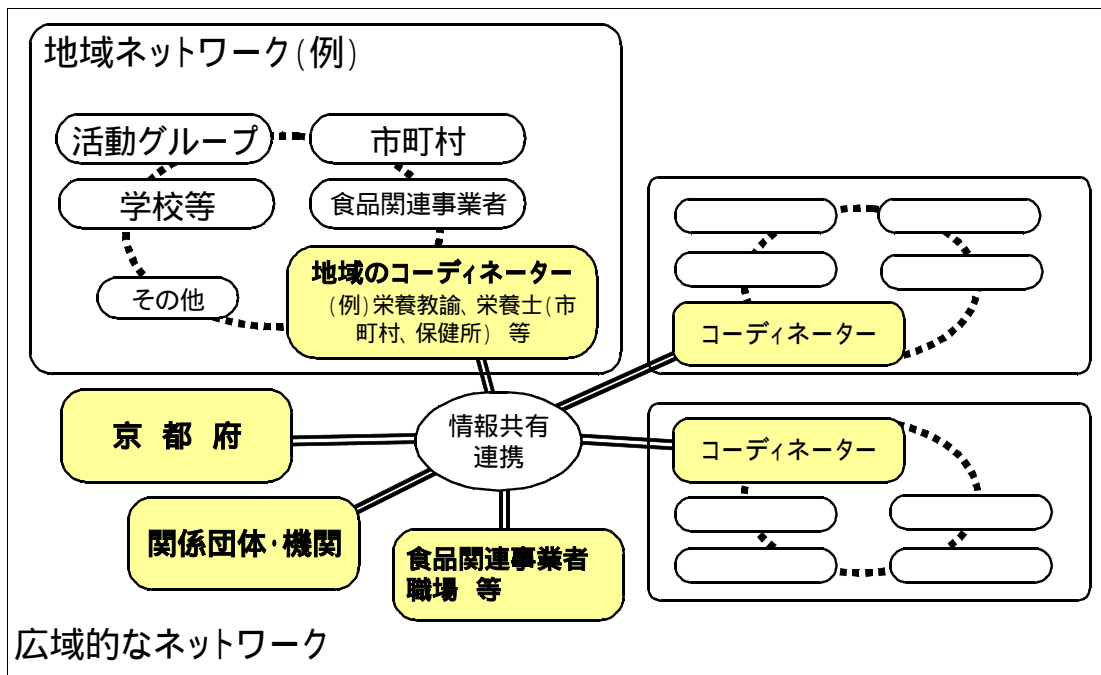 地域ネットワーク(例)
活動グループ
市町村
学校等
食品関連事業者
その他
地域のコーディネーター
(例)栄養教諭、栄養士(市
町村、保健所) 等
コーディネーター
京 都 府
情報共有
連携
コーディネーター
関係団体・機関
食品関連事業者
職場 等
広域的なネットワーク